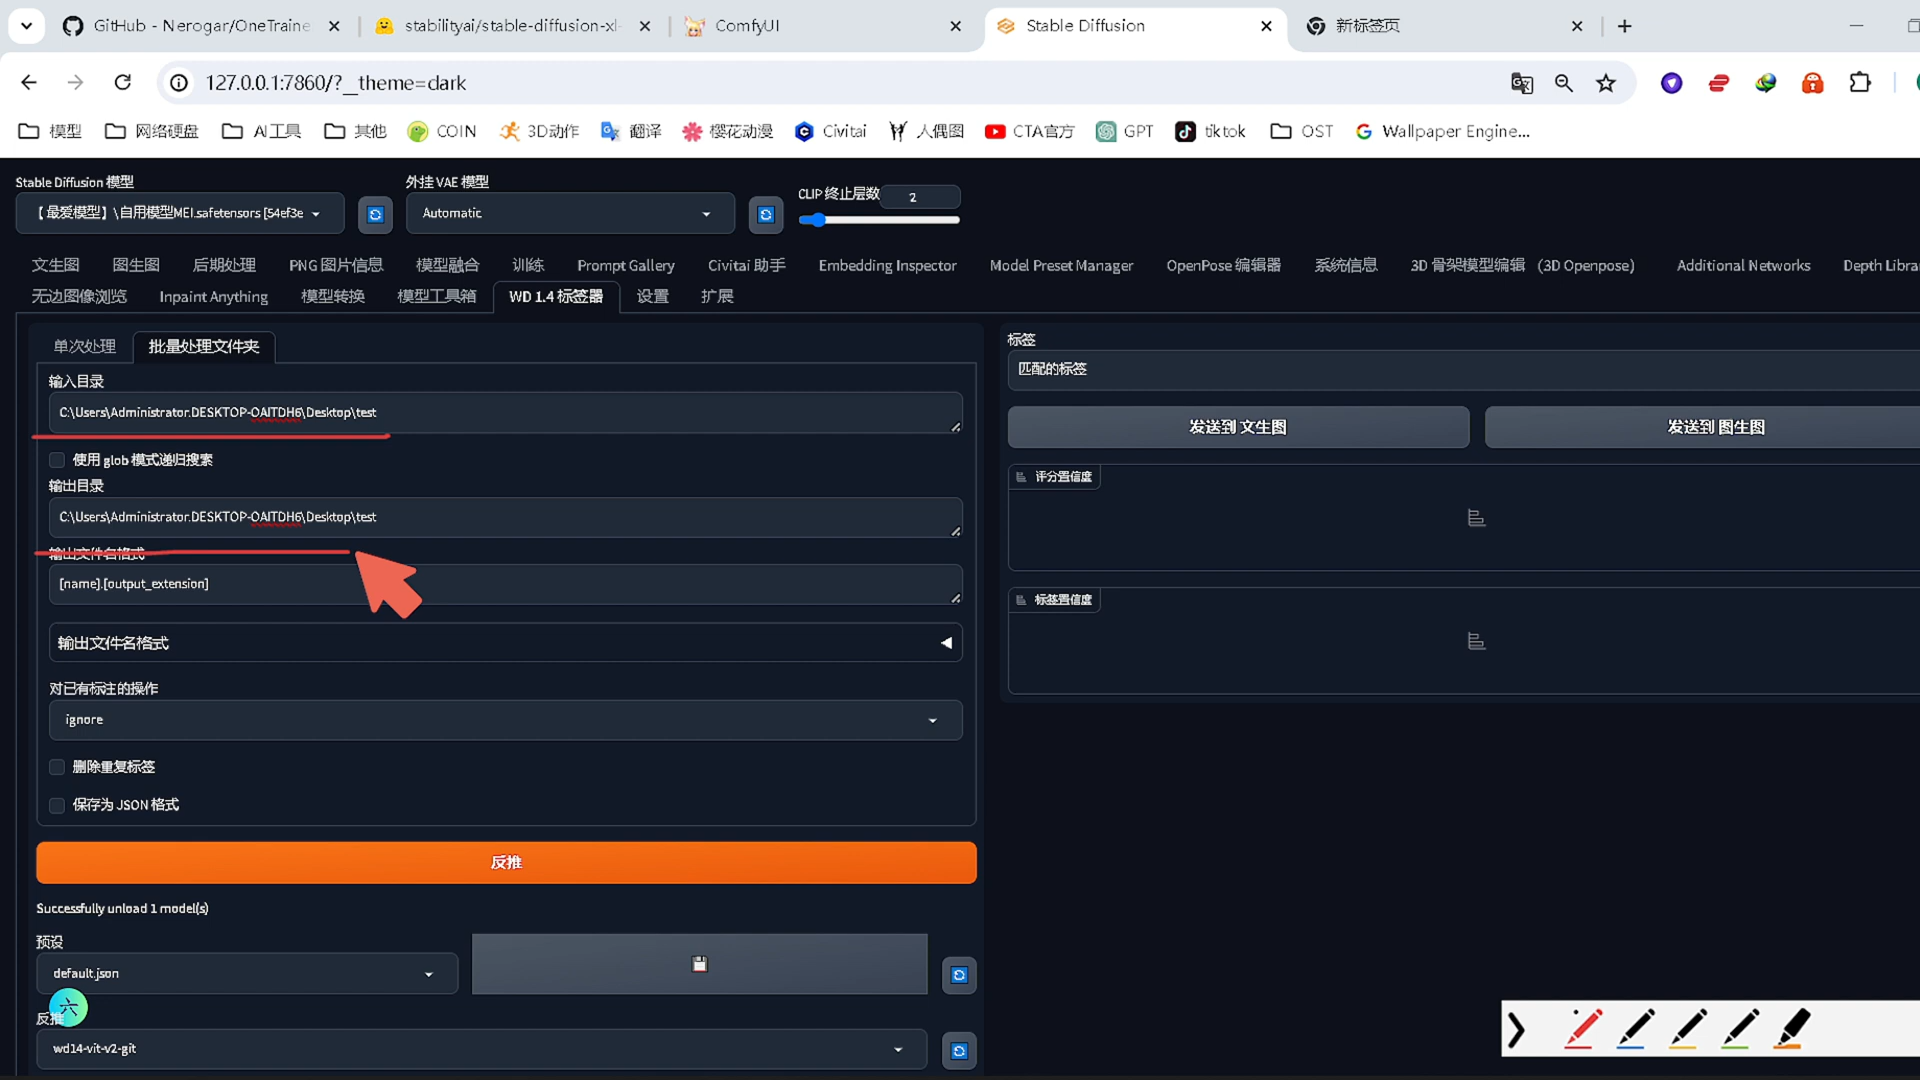 GitHub - Nerogar/OneTraine
stabilityai/stable-diffusion-xl-
ComfyUI
Stable Diffusion
新标签页
127.0.0.1:7860/?__theme=dark
模型
网络硬盘
AI工具
其他
COIN
3D动作
翻译
樱花动漫
Civitai
人偶图
CTA官方
GPT
tiktok
OST
Wallpaper Engine...
Stable Diffusion 模型
外挂 VAE 模型
CLIP 终止层数
2
【最爱模型】\自用模型MEI.safetensors [54ef3e
Automatic
文生图
图生图
后期处理
PNG 图片信息
模型融合
训练
Prompt Gallery
Civitai 助手
Embedding Inspector
Model Preset Manager
OpenPose 编辑器
系统信息
3D 骨架模型编辑 (3D Openpose)
Additional Networks
Depth Libra
无边图像浏览
Inpaint Anything
模型转换
模型工具箱
WD 1.4 标签器
设置
扩展
单次处理
批量处理文件夹
输入目录
C:\Users\Administrator.DESKTOP-OAITDH6\Desktop\test
使用 glob 模式递归搜索
输出目录
C:\Users\Administrator.DESKTOP-OAITDH6\Desktop\test
输出文件名格式
[name].[output_extension]
输出文件名格式
对已有标注的操作
ignore
删除重复标签
保存为 JSON 格式
反推
Successfully unload 1 model(s)
预设
default.json
六
反推
wd14-vit-v2-git
标签
匹配的标签
发送到 文生图
发送到 图生图
评分置信度
标签置信度